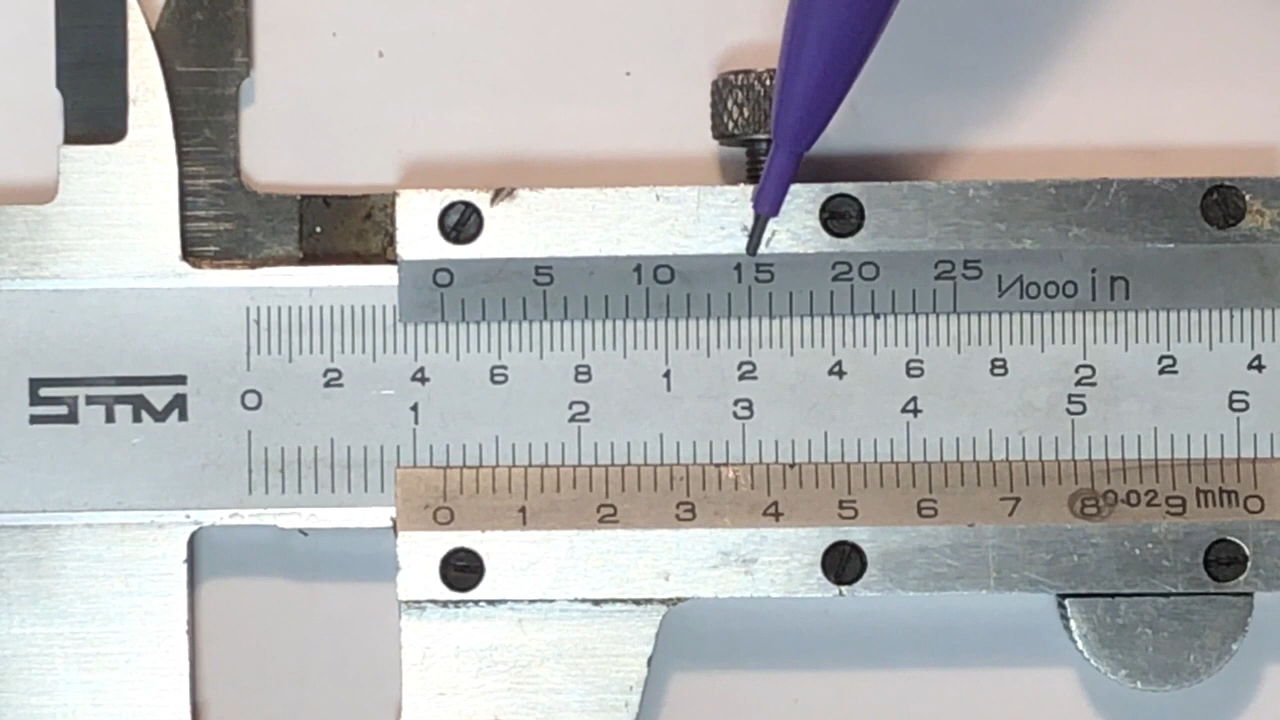 0 5 10 15 20 25 1/1000 in
2 4 6 8 1 2 4 6 8 2 2 4
STM 0 1 2 3 4 5 6
0 1 2 3 4 5 6 7 8 0.02 9 mm 0